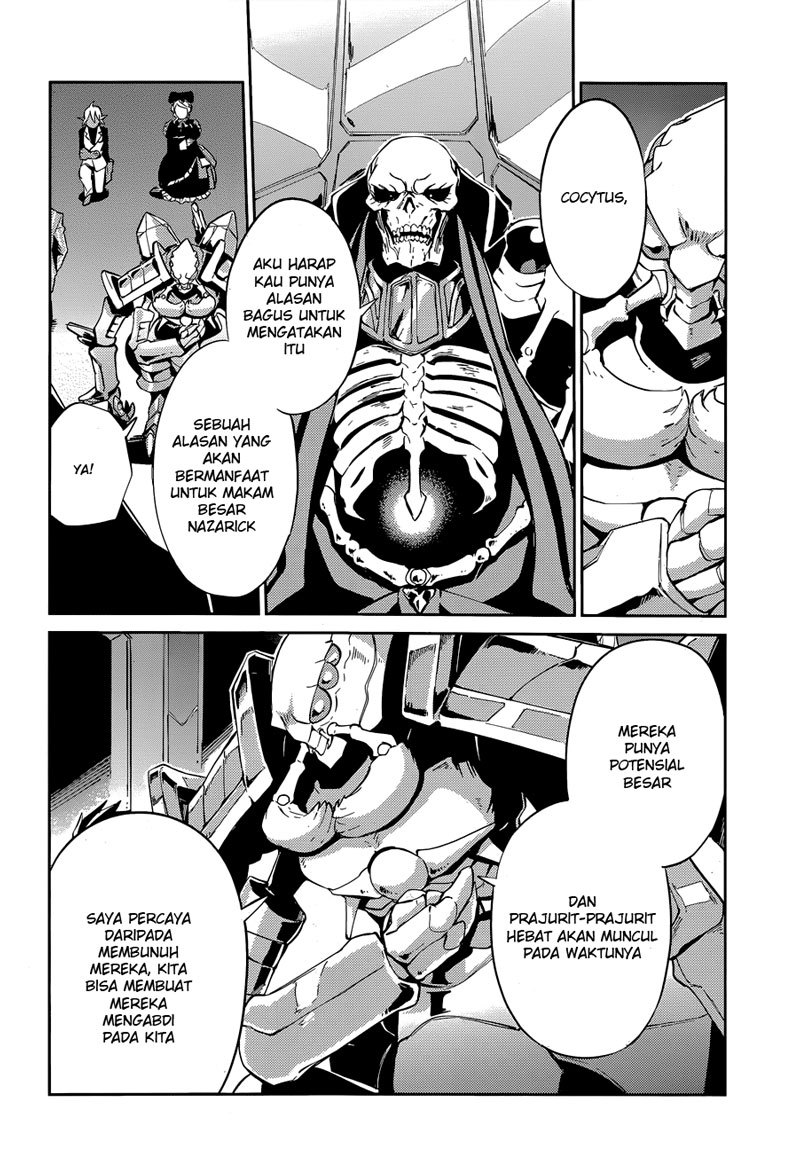 COCYTUS,
AKU HARAP
KAU PUNYA
ALASAN
BAGUS UNTUK
MENGATAKAN
ITU
SEBUAH
ALASAN YANG
AKAN
BERMANFAAT
UNTUK MAKAM
BESAR
NAZARICK
YA!
MEREKA
PUNYA
POTENSIAL
BESAR
DAN
PRAJURIT-PRAJURIT
HEBAT AKAN MUNCUL
PADA WAKTUNYA
SAYA PERCAYA
DARIPADA
MEMBUNUH
MEREKA, KITA
BISA MEMBUAT
MEREKA
MENGABDI
PADA KITA